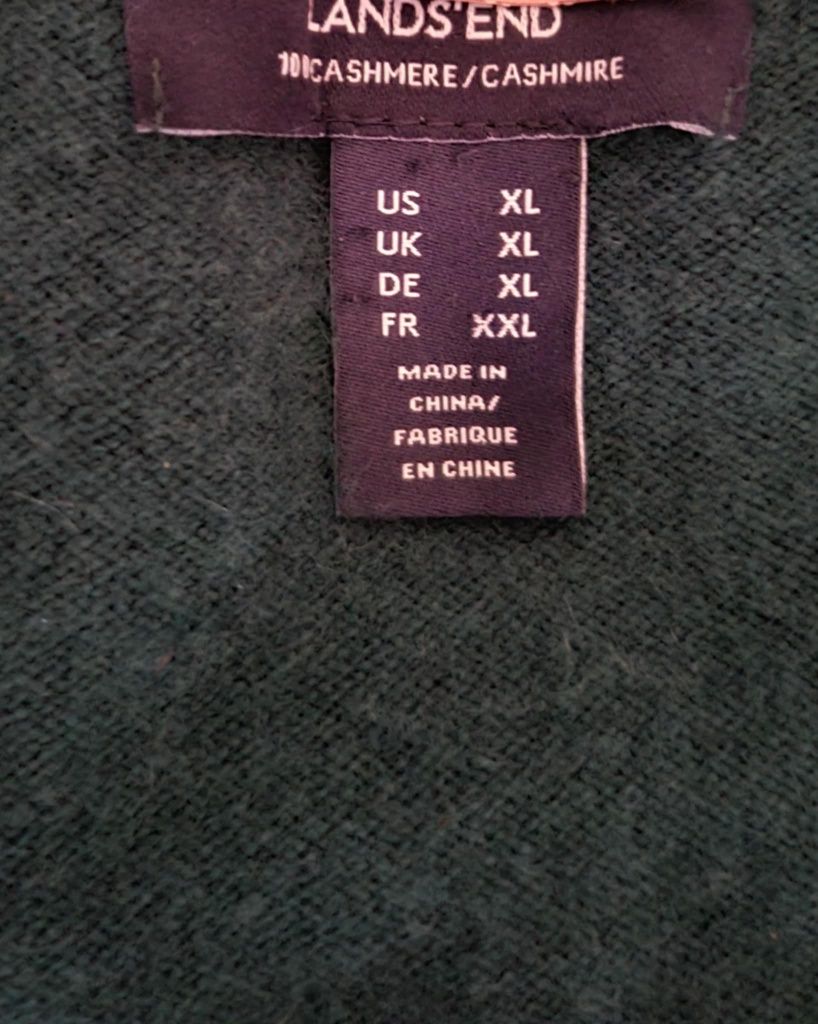 LANDS' END
CASHMERE/CASHMIRE
US XL
UK XL
DE XL
FR XXL
MADE IN
CHINA/
FABRIQUE
EN CHINE